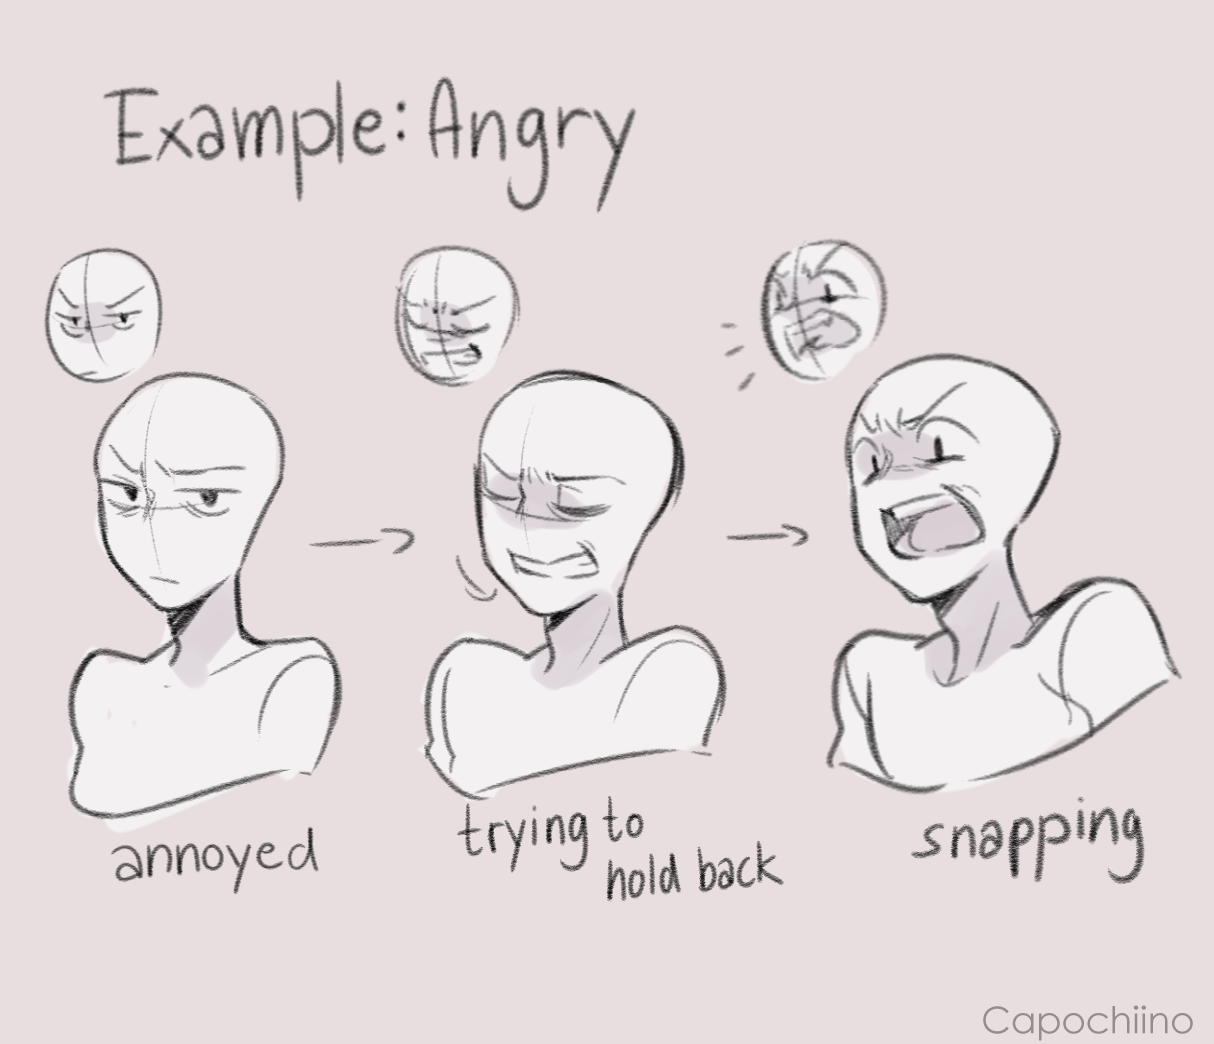 Example: Angry
annoyed
trying to
hold back
snapping
Capochiino